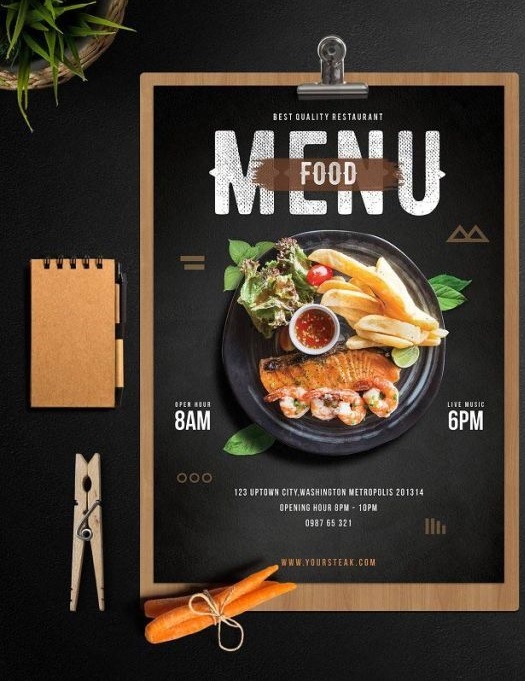 BEST QUALITY RESTAURANT
MENU
FOOD
OPEN HOUR
8AM
LIVE MUSIC
6PM
123 UPTOWN CITY,WASHINGTON METROPOLIS 201314
OPENING HOUR 8PM - 10PM
0987 65 321
WWW.YOURSTEAK.COM